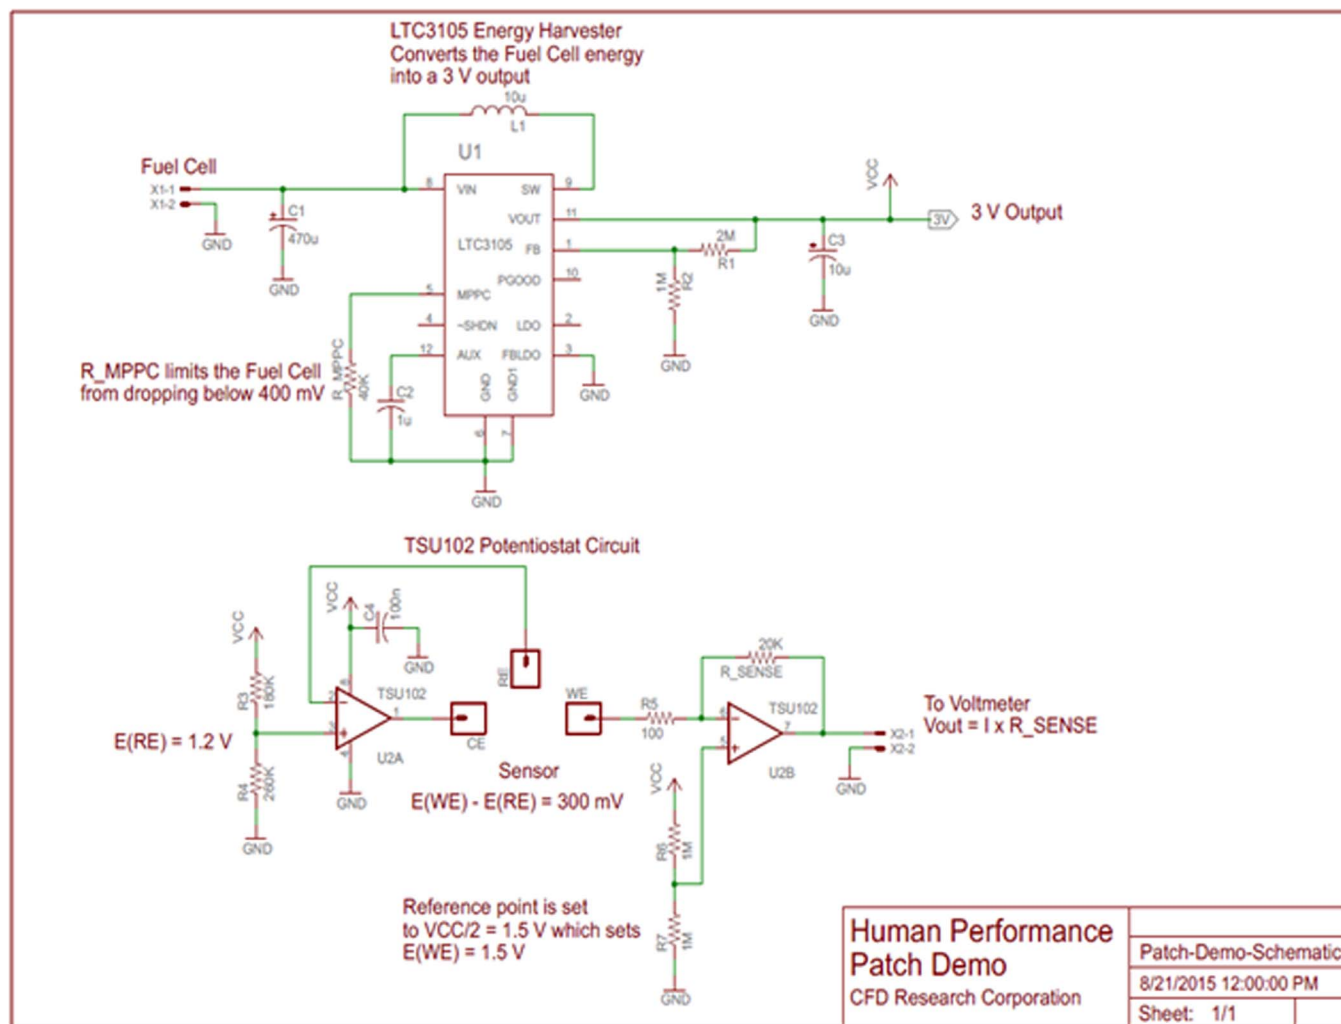 LTC3105 Energy Harvester
Converts the Fuel Cell energy
into a 3 V output
10u
L1
U1
Fuel Cell
X1-1
X1-2
GND
C1
470u
GND
8
VIN
SW
9
VOUT
11
LTC3105
FB
1
PGOOD
10
5
MPPC
4
~SHDN
LDO
2
12
AUX
FBLDO
3
GND
GND1
6
7
GND
GND
2M
R1
1M
R2
GND
VCC
C3
10u
GND
3V
3 V Output
R_MPPC limits the Fuel Cell
from dropping below 400 mV
R_MPPC
40K
C2
1u
TSU102 Potentiostat Circuit
VCC
C4
100n
GND
VCC
R3
180K
E(RE) = 1.2 V
R4
260K
GND
8
2
3
TSU102
1
4
U2A
GND
CE
RE
WE
Sensor
E(WE) - E(RE) = 300 mV
R5
100
20K
R_SENSE
6
5
TSU102
7
U2B
X2-1
X2-2
GND
To Voltmeter
Vout = I x R_SENSE
VCC
R6
1M
R7
1M
GND
Reference point is set
to VCC/2 = 1.5 V which sets
E(WE) = 1.5 V
Human Performance
Patch Demo
CFD Research Corporation
Patch-Demo-Schematic
8/21/2015 12:00:00 PM
Sheet: 1/1